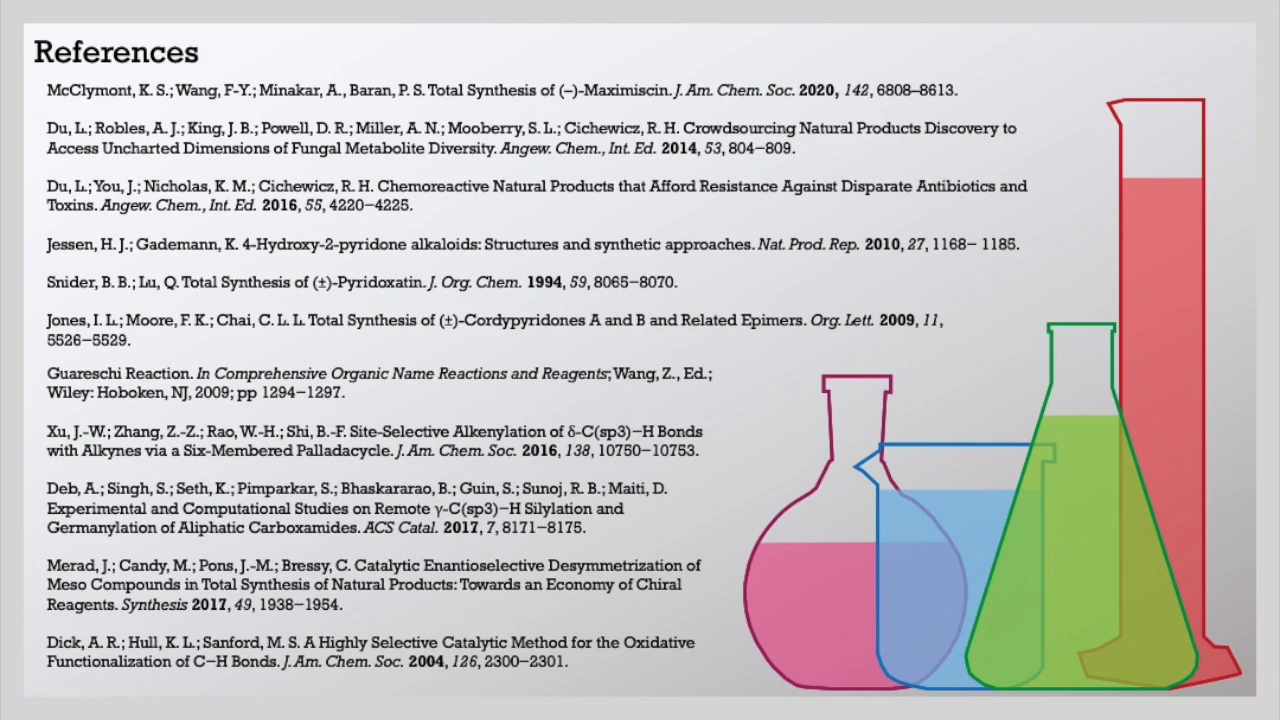 References
McClymont, K. S.; Wang, F-Y.; Minakar, A., Baran, P. S. Total Synthesis of (–)-Maximiscin. J. Am. Chem. Soc. 2020, 142, 6808–8613.
Du, L.; Robles, A. J.; King, J. B.; Powell, D. R.; Miller, A. N.; Mooberry, S. L.; Cichewicz, R. H. Crowdsourcing Natural Products Discovery to
Access Uncharted Dimensions of Fungal Metabolite Diversity. Angew. Chem., Int. Ed. 2014, 53, 804−809.
Du, L.; You, J.; Nicholas, K. M.; Cichewicz, R. H. Chemoreactive Natural Products that Afford Resistance Against Disparate Antibiotics and
Toxins. Angew. Chem., Int. Ed. 2016, 55, 4220−4225.
Jessen, H. J.; Gademann, K. 4-Hydroxy-2-pyridone alkaloids: Structures and synthetic approaches. Nat. Prod. Rep. 2010, 27, 1168− 1185.
Snider, B. B.; Lu, Q. Total Synthesis of (±)-Pyridoxatin. J. Org. Chem. 1994, 59, 8065−8070.
Jones, I. L.; Moore, F. K.; Chai, C. L. L. Total Synthesis of (±)-Cordypyridones A and B and Related Epimers. Org. Lett. 2009, 11,
5526−5529.
Guareschi Reaction. In Comprehensive Organic Name Reactions and Reagents; Wang, Z., Ed.;
Wiley: Hoboken, NJ, 2009; pp 1294−1297.
Xu, J.-W.; Zhang, Z.-Z.; Rao, W.-H.; Shi, B.-F. Site-Selective Alkenylation of δ-C(sp3)−H Bonds
with Alkynes via a Six-Membered Palladacycle. J. Am. Chem. Soc. 2016, 138, 10750−10753.
Deb, A.; Singh, S.; Seth, K.; Pimparkar, S.; Bhaskararao, B.; Guin, S.; Sunoj, R. B.; Maiti, D.
Experimental and Computational Studies on Remote γ-C(sp3)−H Silylation and
Germanylation of Aliphatic Carboxamides. ACS Catal. 2017, 7, 8171−8175.
Merad, J.; Candy, M.; Pons, J.-M.; Bressy, C. Catalytic Enantioselective Desymmetrization of
Meso Compounds in Total Synthesis of Natural Products: Towards an Economy of Chiral
Reagents. Synthesis 2017, 49, 1938−1954.
Dick, A. R.; Hull, K. L.; Sanford, M. S. A Highly Selective Catalytic Method for the Oxidative
Functionalization of C−H Bonds. J. Am. Chem. Soc. 2004, 126, 2300−2301.